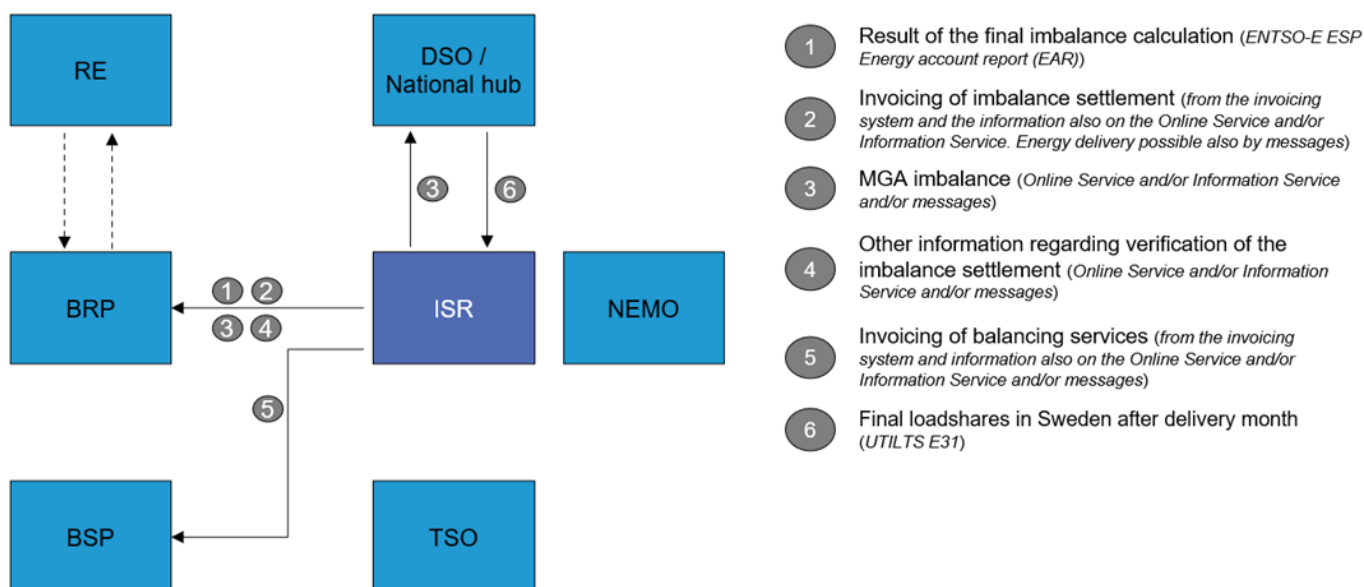 RE
DSO /
National hub
3
6
BRP
1 2
3 4
ISR
NEMO
5
BSP
TSO
1
Result of the final imbalance calculation (ENTSO-E ESP
Energy account report (EAR))
2
Invoicing of imbalance settlement (from the invoicing
system and the information also on the Online Service and/or
Information Service. Energy delivery possible also by messages)
3
MGA imbalance (Online Service and/or Information Service
and/or messages)
4
Other information regarding verification of the
imbalance settlement (Online Service and/or Information
Service and/or messages)
5
Invoicing of balancing services (from the invoicing
system and information also on the Online Service and/or
Information Service and/or messages)
6
Final loadshares in Sweden after delivery month
(UTILTS E31)